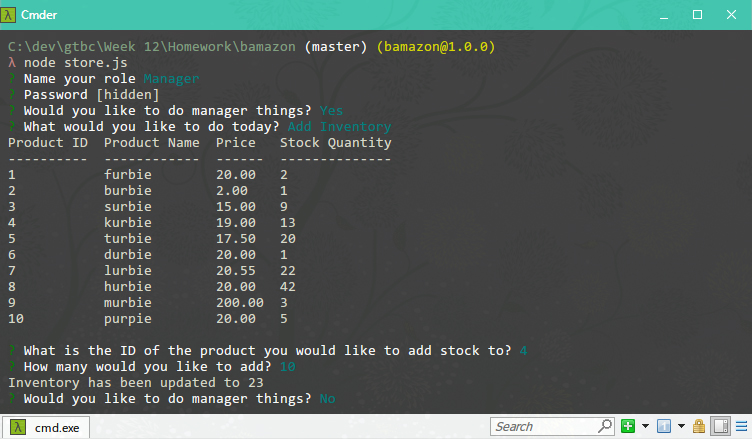 Cmder
C:\dev\gtbc\Week 12\Homework\bamazon (master) (bamazon@1.0.0)
λ node store.js
? Name your role Manager
? Password [hidden]
? Would you like to do manager things? Yes
? What would you like to do today? Add Inventory
Product ID  Product Name  Price   Stock Quantity
----------  ------------  ------  --------------
1           furbie        20.00   2
2           burbie        2.00    1
3           surbie        15.00   9
4           kurbie        19.00   13
5           turbie        17.50   20
6           durbie        20.00   1
7           lurbie        20.55   22
8           hurbie        20.00   42
9           murbie        200.00  3
10          purpie        20.00   5
? What is the ID of the product you would like to add stock to? 4
? How many would you like to add? 10
Inventory has been updated to 23
? Would you like to do manager things? No
cmd.exe
Search